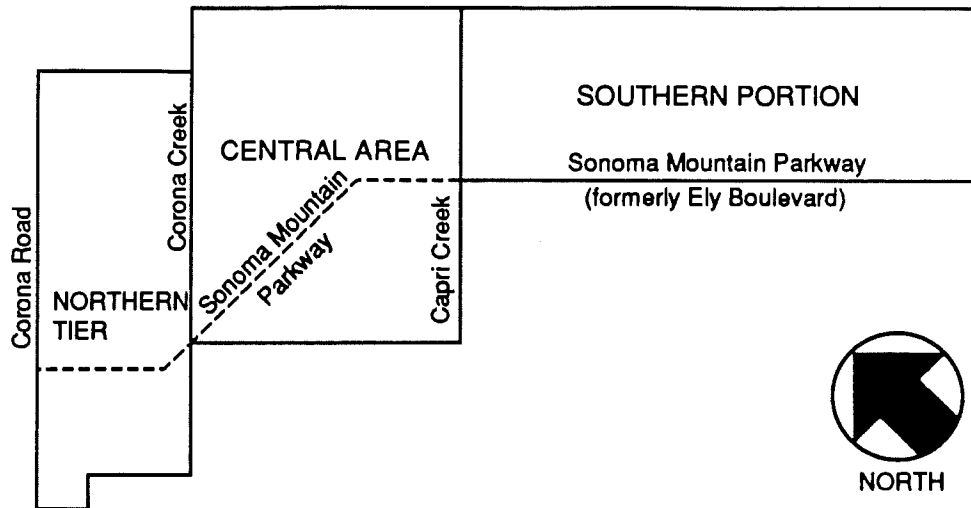 SOUTHERN PORTION
CENTRAL AREA
Sonoma Mountain Parkway
(formerly Ely Boulevard)
Corona Creek
Sonoma Mountain
Parkway
Capri Creek
Corona Road
NORTHERN
TIER
NORTH